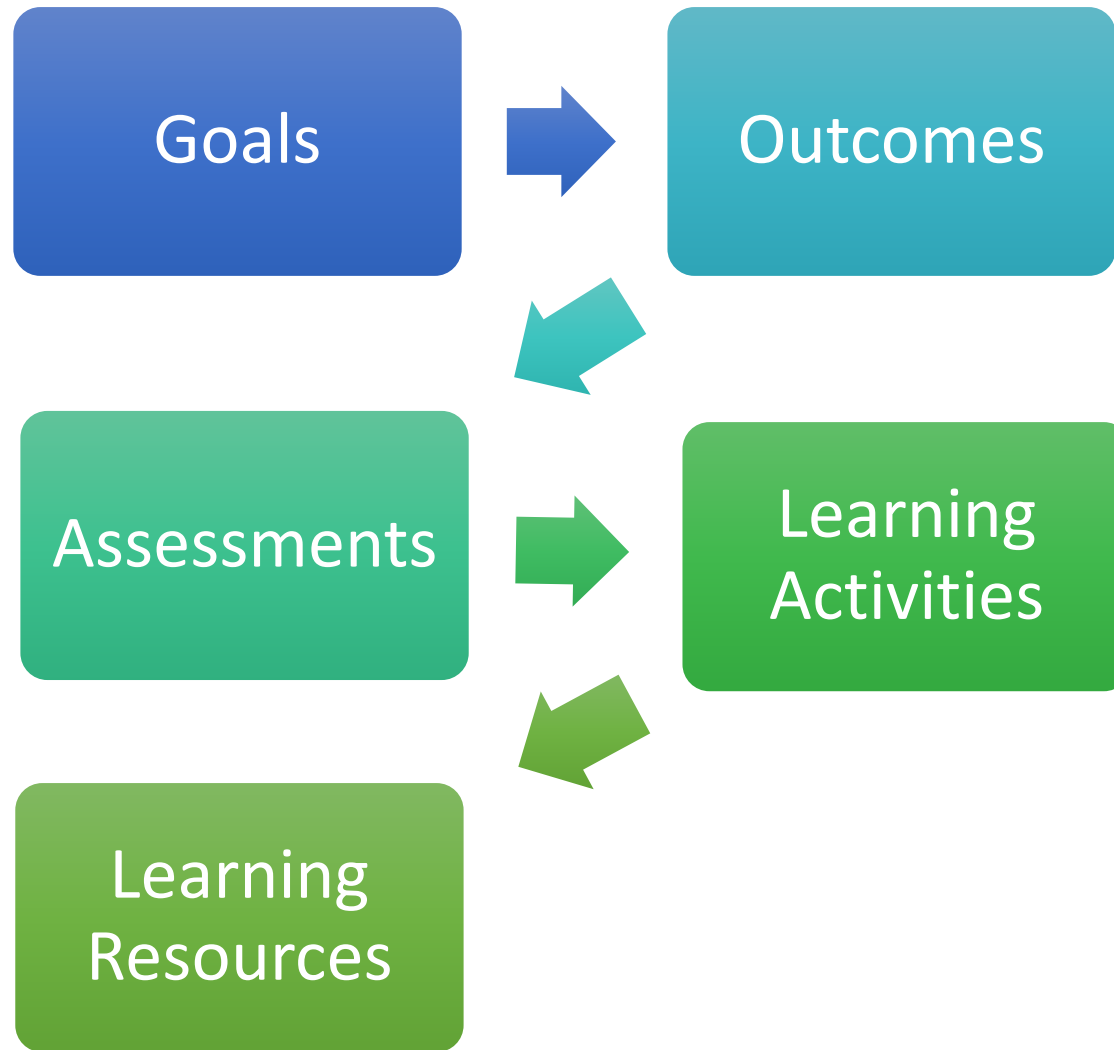 Goals
Outcomes
Assessments
Learning
Activities
Learning
Resources